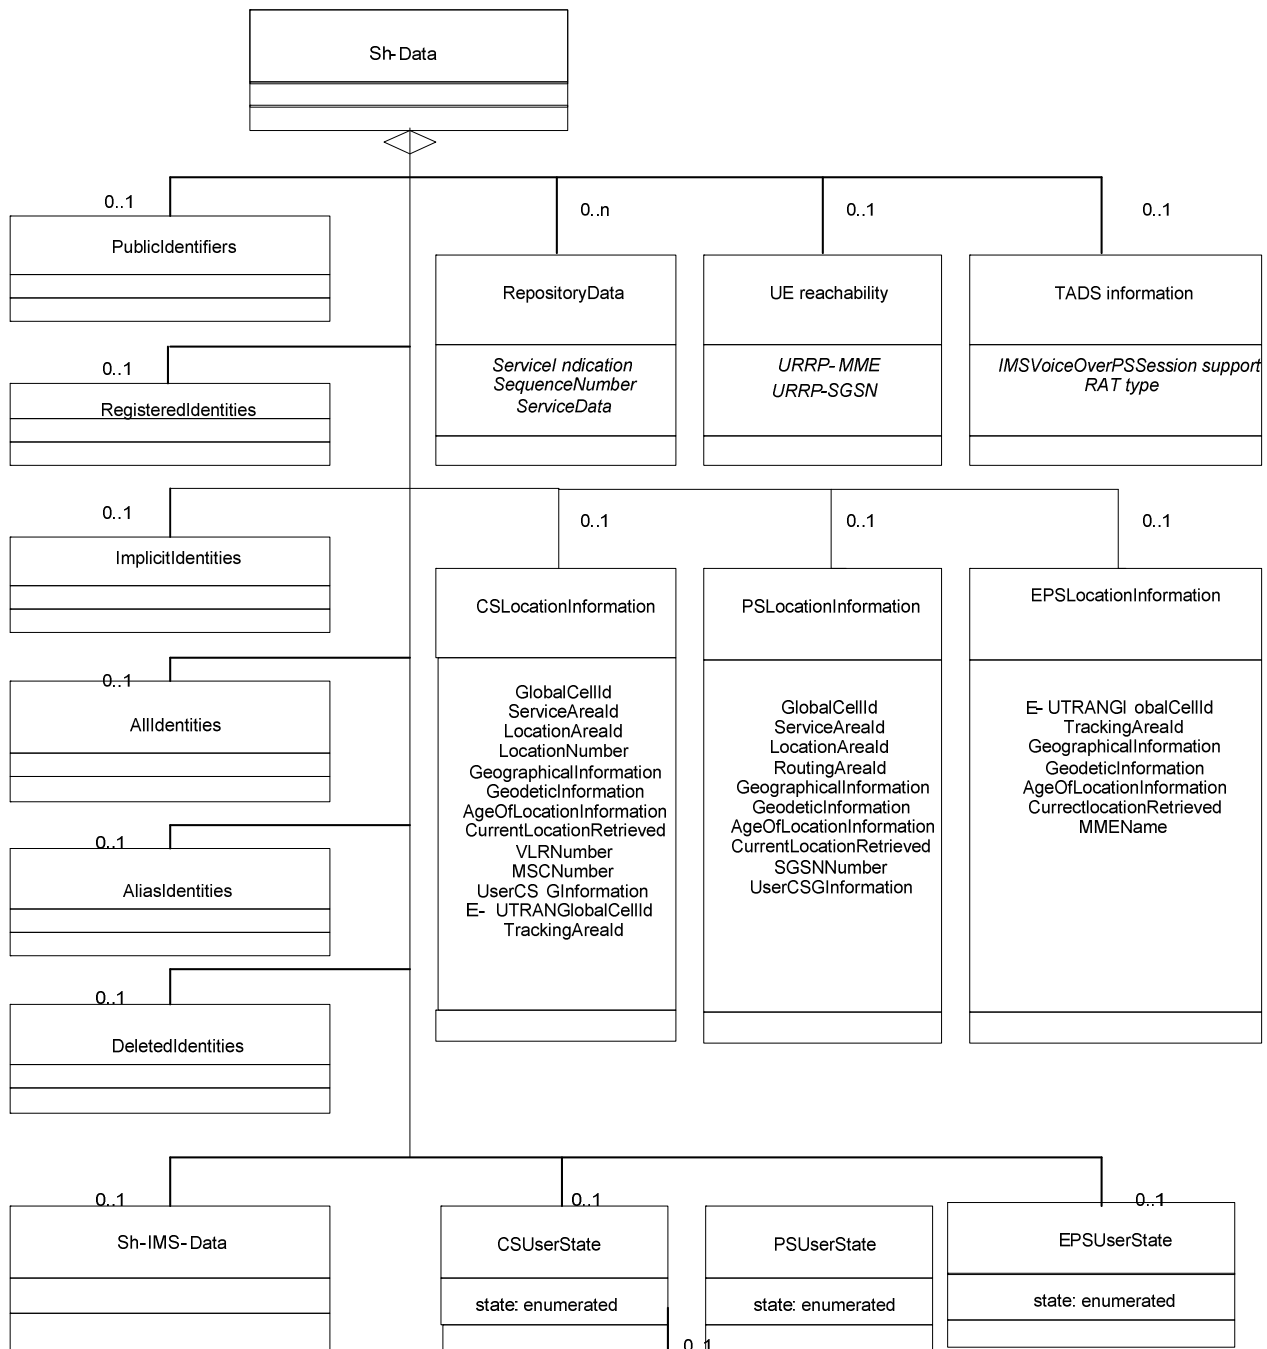 Sh-Data
0..1
PublicIdentifiers
0..n
RepositoryData
ServiceI ndication
SequenceNumber
ServiceData
0..1
UE reachability
URRP-MME
URRP-SGSN
0..1
TADS information
IMSVoiceOverPSSession support
RAT type
0..1
RegisteredIdentities
0..1
ImplicitIdentities
0..1
AllIdentities
0..1
AliasIdentities
0..1
DeletedIdentities
0..1
CSLocationInformation
GlobalCellId
ServiceAreaId
LocationAreaId
LocationNumber
GeographicalInformation
GeodeticInformation
AgeOfLocationInformation
CurrentLocationRetrieved
VLRNumber
MSCNumber
UserCS GInformation
E- UTRANGlobalCellId
TrackingAreaId
0..1
PSLocationInformation
GlobalCellId
ServiceAreaId
LocationAreaId
RoutingAreaId
GeographicalInformation
GeodeticInformation
AgeOfLocationInformation
CurrentLocationRetrieved
SGSNNumber
UserCSGInformation
0..1
EPSLocationInformation
E- UTRANGl obalCellId
TrackingAreaId
GeographicalInformation
GeodeticInformation
AgeOfLocationInformation
CurrectlocationRetrieved
MMEName
0..1
Sh-IMS-Data
0..1
CSUserState
state: enumerated
PSUserState
state: enumerated
0..1
EPSUserState
state: enumerated
0..1